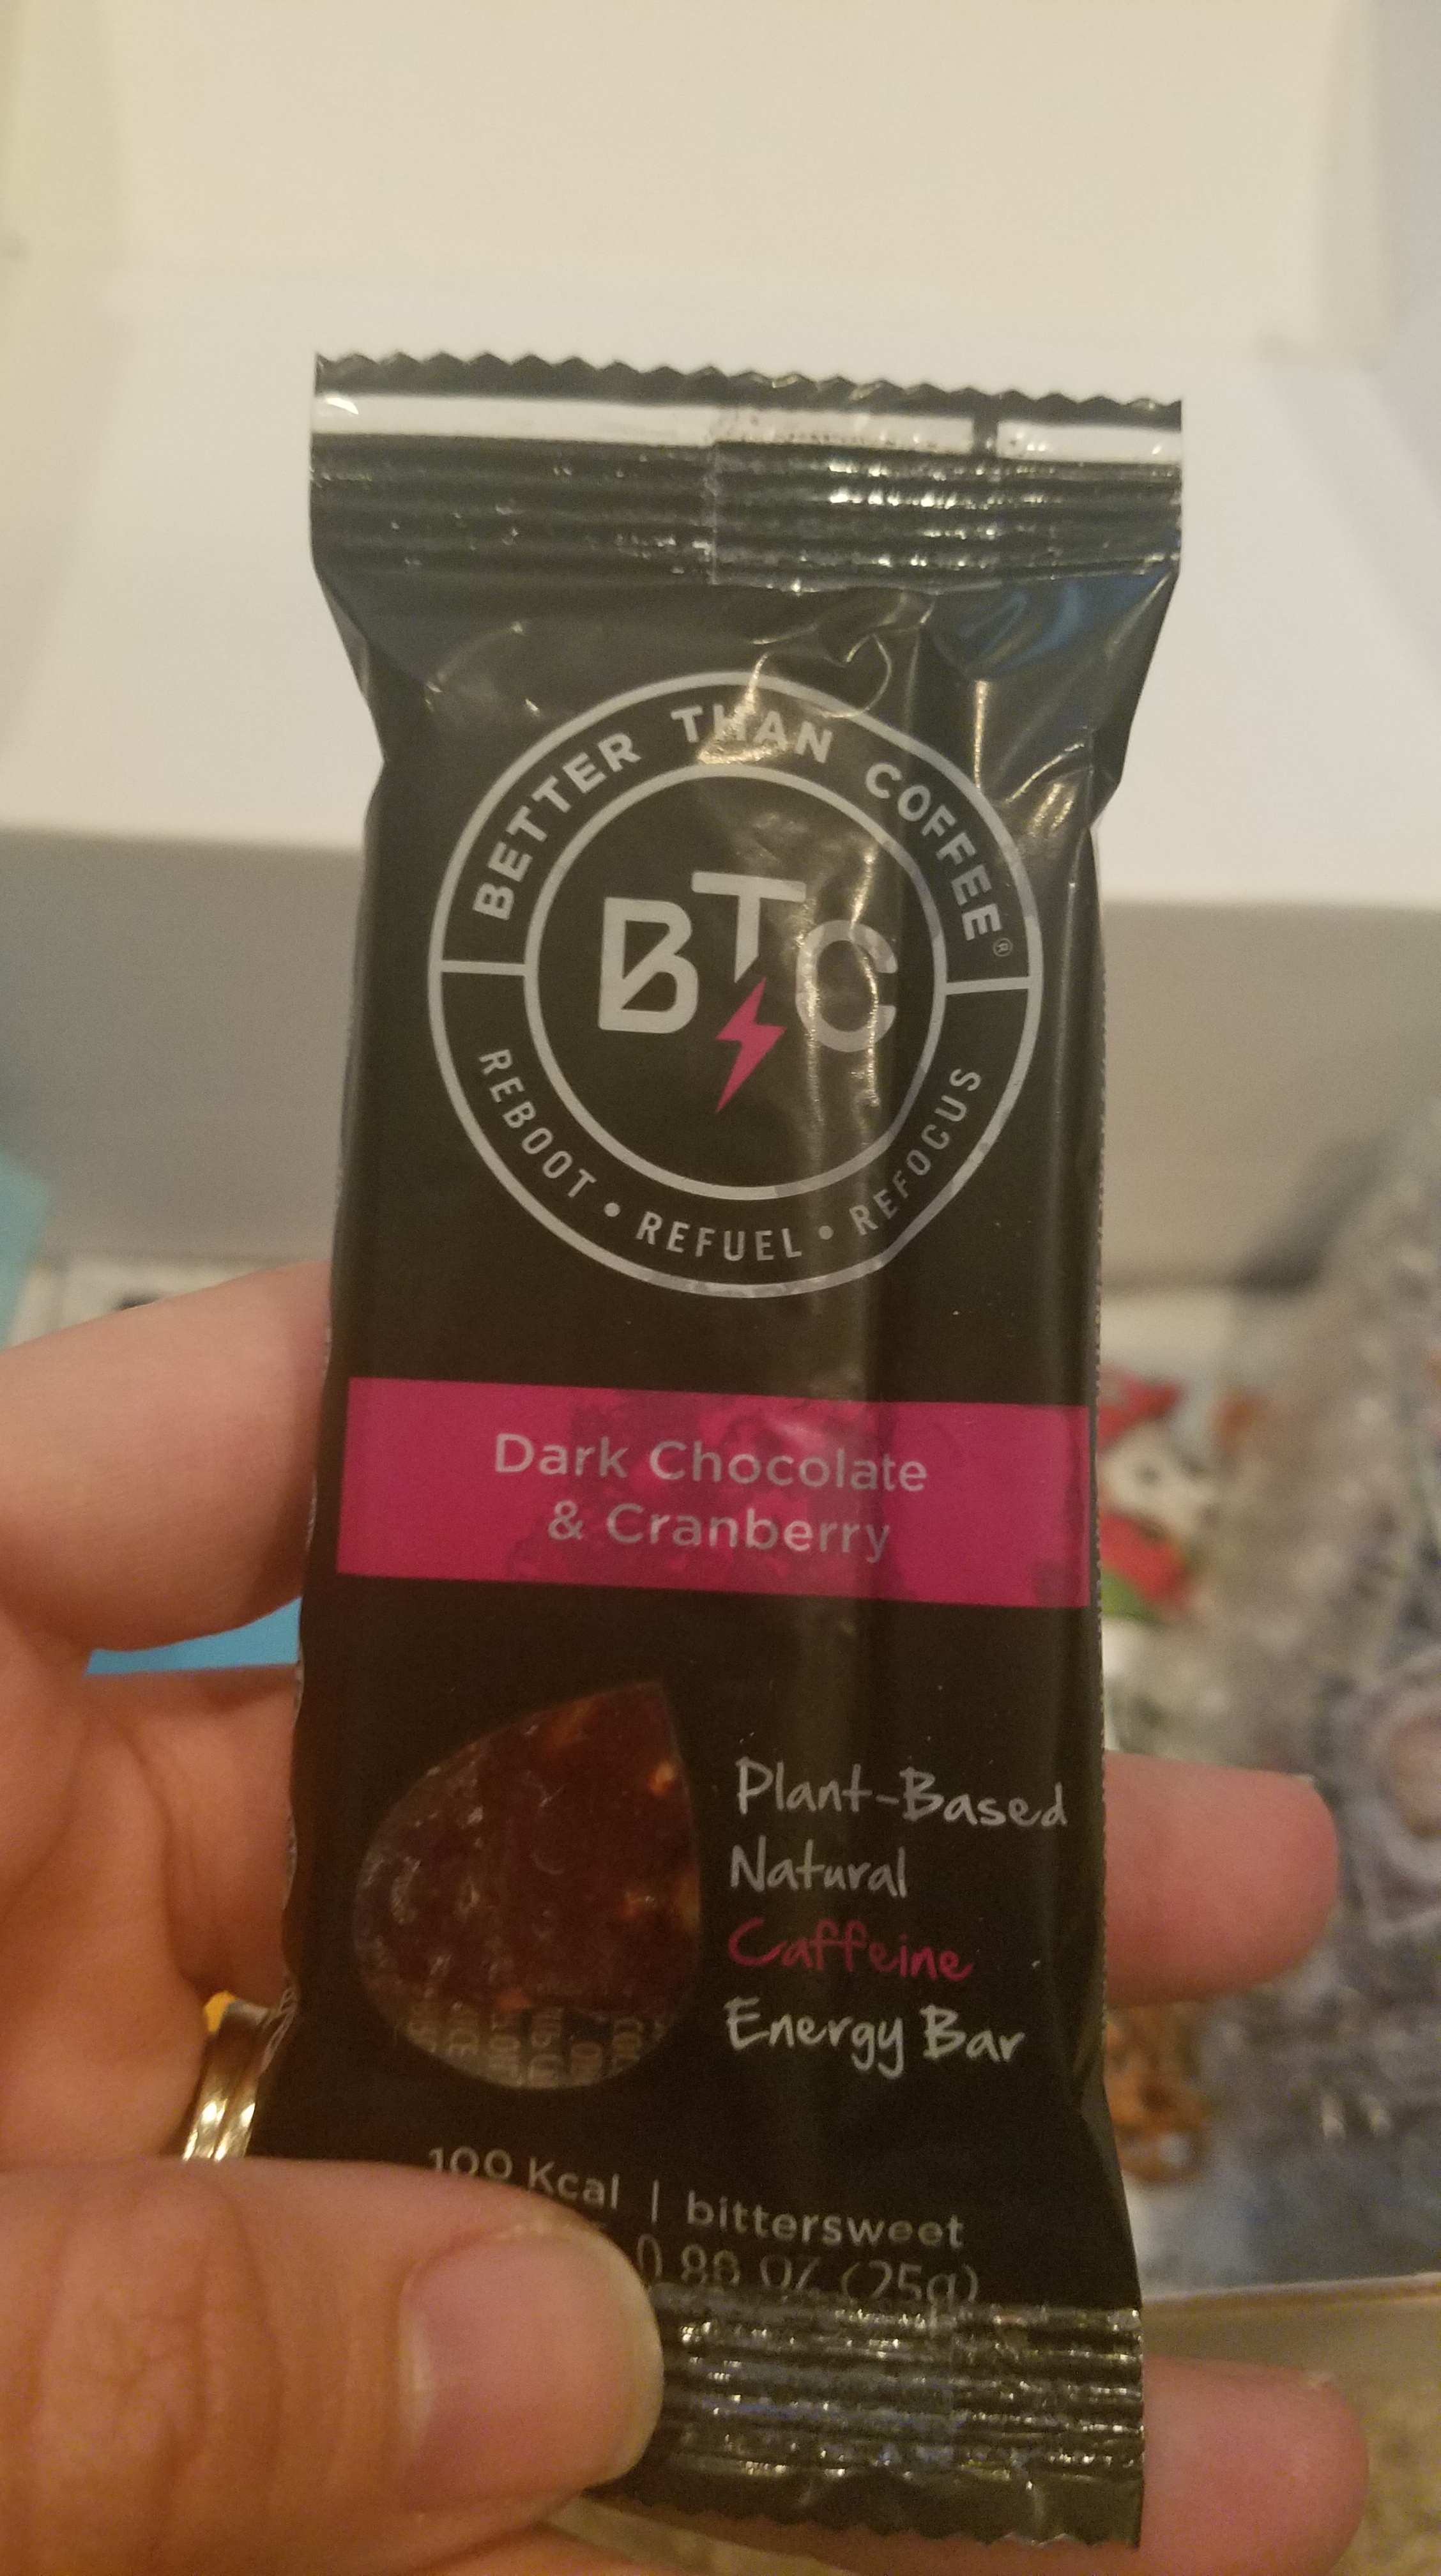 BETTER THAN COFFEE®
BTC
REBOOT • REFUEL • REFOCUS
Dark Chocolate
& Cranberry
Plant-Based
Natural
Caffeine
Energy Bar
100 Kcal | bittersweet
0.88 OZ (25g)